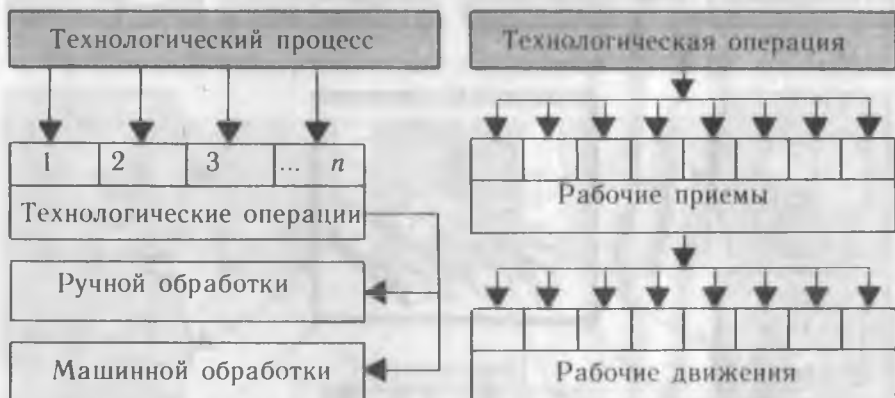 Технологический процесс
1 2 3 ... n
Технологические операции
Ручной обработки
Машинной обработки
Технологическая операция
Рабочие приемы
Рабочие движения